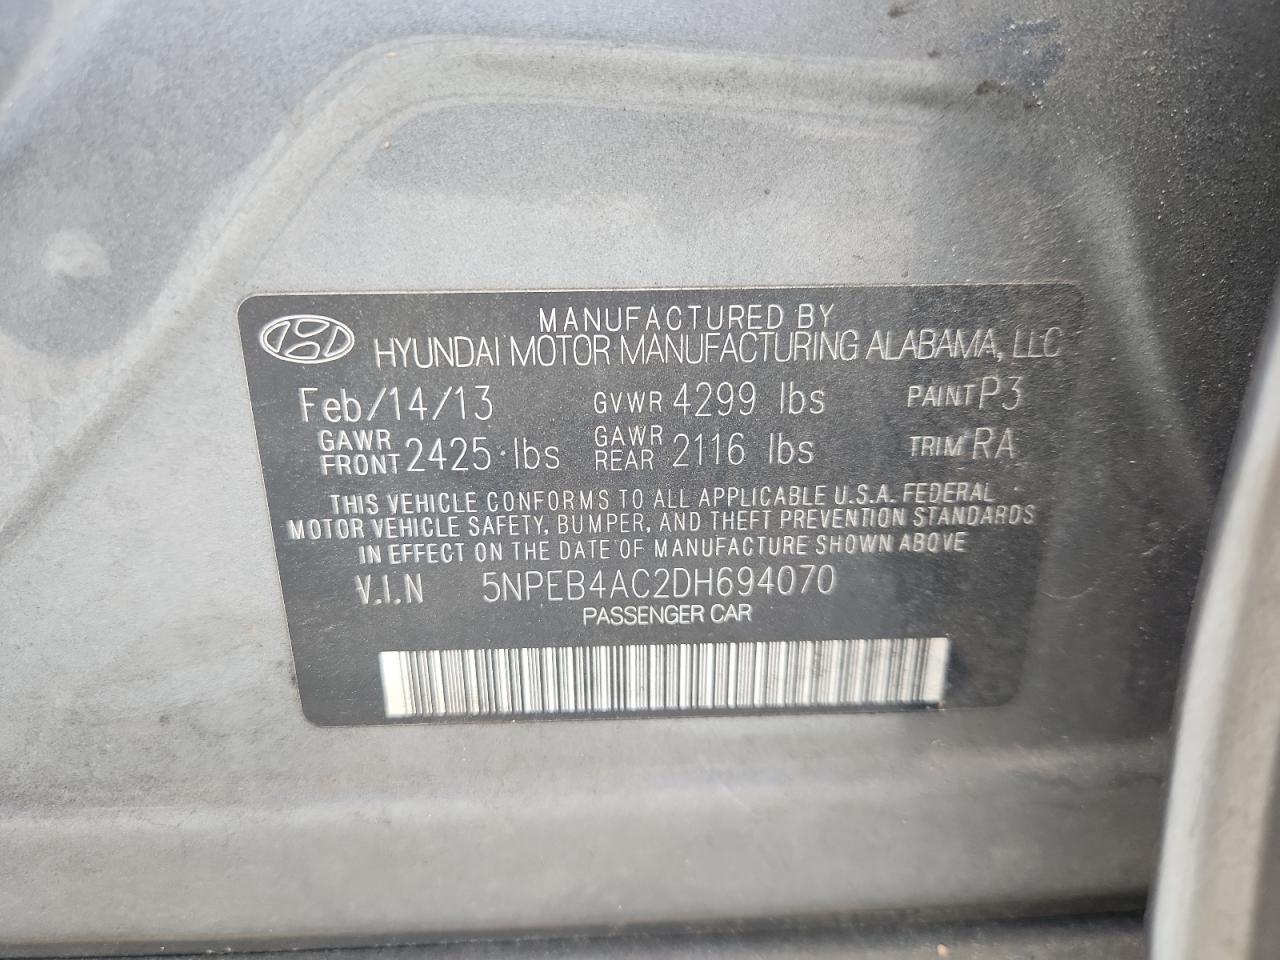 MANUFACTURED BY
HYUNDAI MOTOR MANUFACTURING ALABAMA, LLC
Feb/14/13 GVWR 4299 lbs PAINT P3
GAWR FRONT 2425 lbs GAWR REAR 2116 lbs TRIM RA
THIS VEHICLE CONFORMS TO ALL APPLICABLE U.S.A. FEDERAL
MOTOR VEHICLE SAFETY, BUMPER, AND THEFT PREVENTION STANDARDS
IN EFFECT ON THE DATE OF MANUFACTURE SHOWN ABOVE
V.I.N 5NPEB4AC2DH694070
PASSENGER CAR